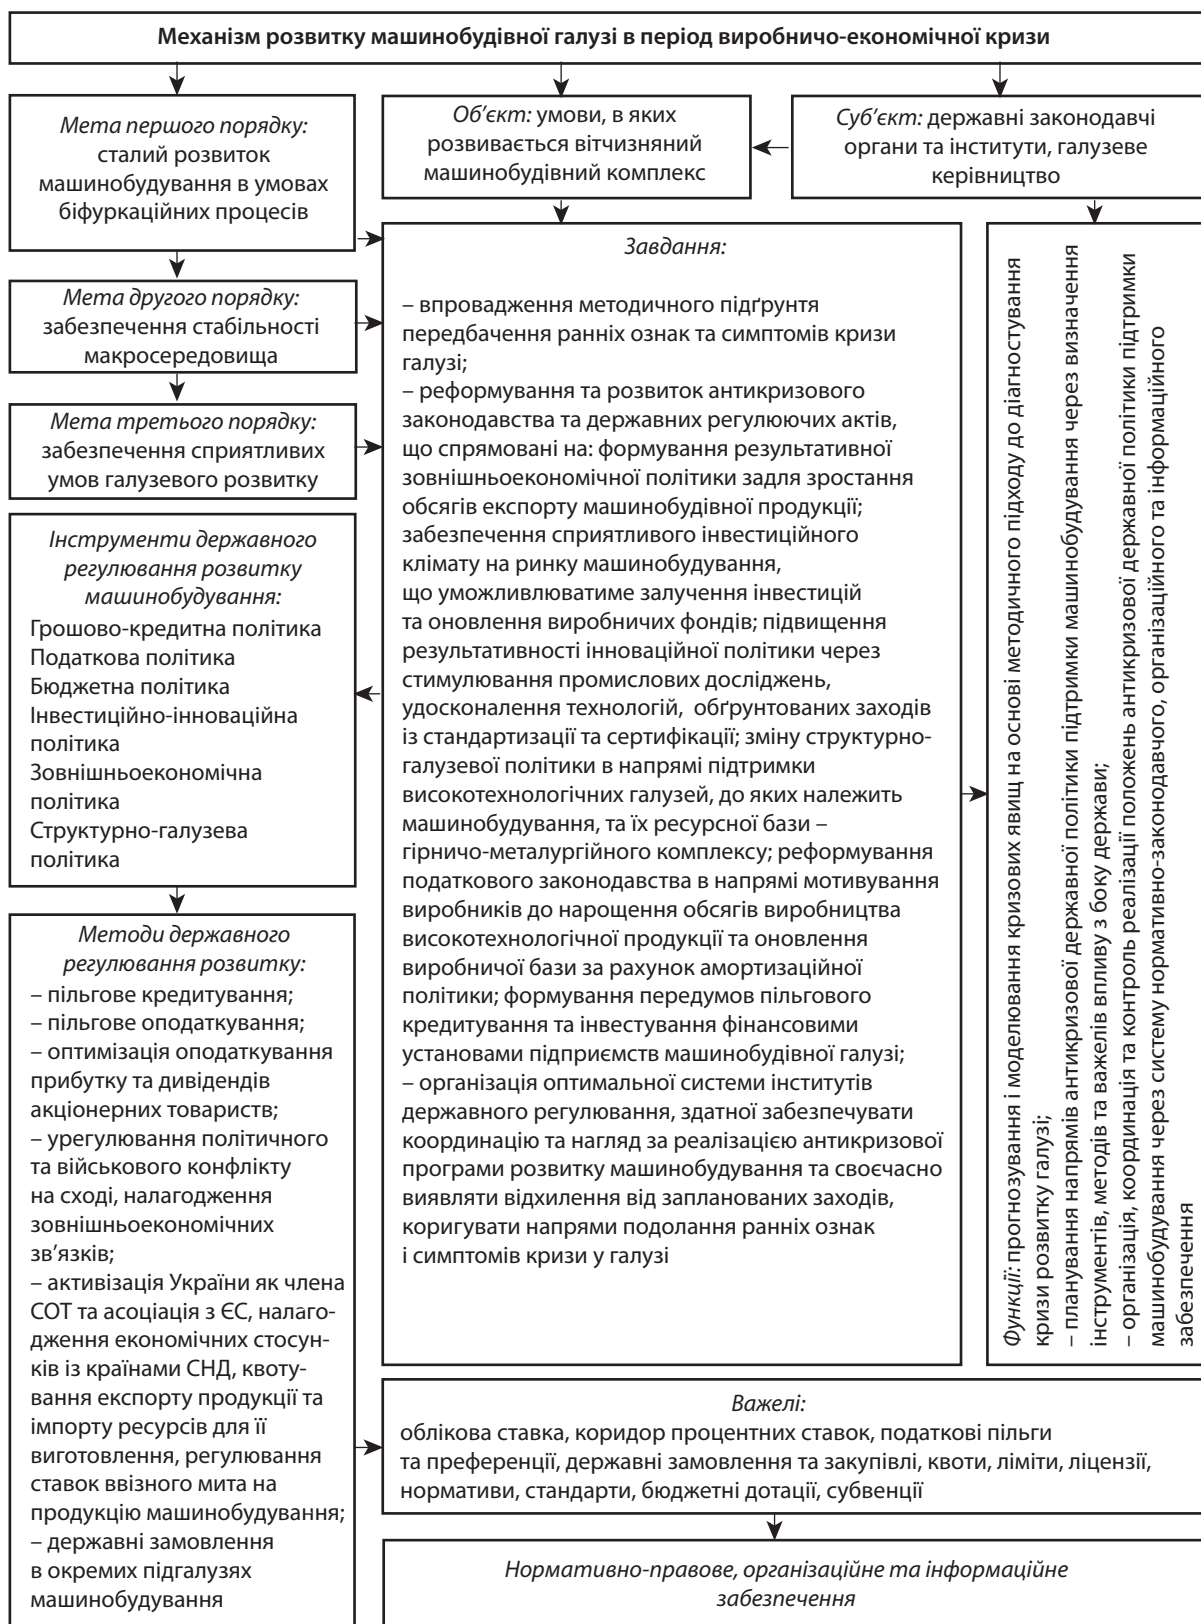 Механізм розвитку машинобудівної галузі в період виробничо-економічної кризи
Мета першого порядку:
сталий розвиток
машинобудування в умовах
біфуркаційних процесів
Об’єкт: умови, в яких
розвивається вітчизняний
машинобудівний комплекс
Суб’єкт: державні законодавчі
органи та інститути, галузеве
керівництво
Мета другого порядку:
забезпечення стабільності
макросередовища
Мета третього порядку:
забезпечення сприятливих
умов галузевого розвитку
Інструменти державного
регулювання розвитку
машинобудування:
Грошово-кредитна політика
Податкова політика
Бюджетна політика
Інвестиційно-інноваційна
політика
Зовнішньоекономічна
політика
Структурно-галузева
політика
Методи державного
регулювання розвитку:
– пільгове кредитування;
– пільгове оподаткування;
– оптимізація оподаткування
прибутку та дивідендів
акціонерних товариств;
– урегулювання політичного
та військового конфлікту
на сході, налагодження
зовнішньоекономічних
зв’язків;
– активізація України як члена
СОТ та асоціація з ЄС, налаго-
дження економічних стосун-
ків із країнами СНД, квоту-
вання експорту продукції та
імпорту ресурсів для її
виготовлення, регулювання
ставок ввізного мита на
продукцію машинобудування;
– державні замовлення
в окремих підгалузях
машинобудування
Завдання:
– впровадження методичного підґрунтя
передбачення ранніх ознак та симптомів кризи
галузі;
– реформування та розвиток антикризового
законодавства та державних регулюючих актів,
що спрямовані на: формування результативної
зовнішньоекономічної політики задля зростання
обсягів експорту машинобудівної продукції;
забезпечення сприятливого інвестиційного
клімату на ринку машинобудування,
що уможливлюватиме залучення інвестицій
та оновлення виробничих фондів; підвищення
результативності інноваційної політики через
стимулювання промислових досліджень,
удосконалення технологій, обґрунтованих заходів
із стандартизації та сертифікації; зміну структурно-
галузевої політики в напрямі підтримки
високотехнологічних галузей, до яких належить
машинобудування, та їх ресурсної бази –
гірничо-металургійного комплексу; реформування
податкового законодавства в напрямі мотивування
виробників до нарощення обсягів виробництва
високотехнологічної продукції та оновлення
виробничої бази за рахунок амортизаційної
політики; формування передумов пільгового
кредитування та інвестування фінансовими
установами підприємств машинобудівної галузі;
– організація оптимальної системи інститутів
державного регулювання, здатної забезпечувати
координацію та нагляд за реалізацією антикризової
програми розвитку машинобудування та своєчасно
виявляти відхилення від запланованих заходів,
коригувати напрями подолання ранніх ознак
і симптомів кризи у галузі
Функції: прогнозування і моделювання кризових явищ на основі методичного підходу до діагностування
кризи розвитку галузі;
– планування напрямів антикризової державної політики підтримки машинобудування через визначення
інструментів, методів та важелів впливу з боку держави;
– організація, координація та контроль реалізації положень антикризової державної політики підтримки
машинобудування через систему нормативно-законодавчого, організаційного та інформаційного
забезпечення
Важелі:
облікова ставка, коридор процентних ставок, податкові пільги
та преференції, державні замовлення та закупівлі, квоти, ліміти, ліцензії,
нормативи, стандарти, бюджетні дотації, субвенції
Нормативно-правове, організаційне та інформаційне
забезпечення